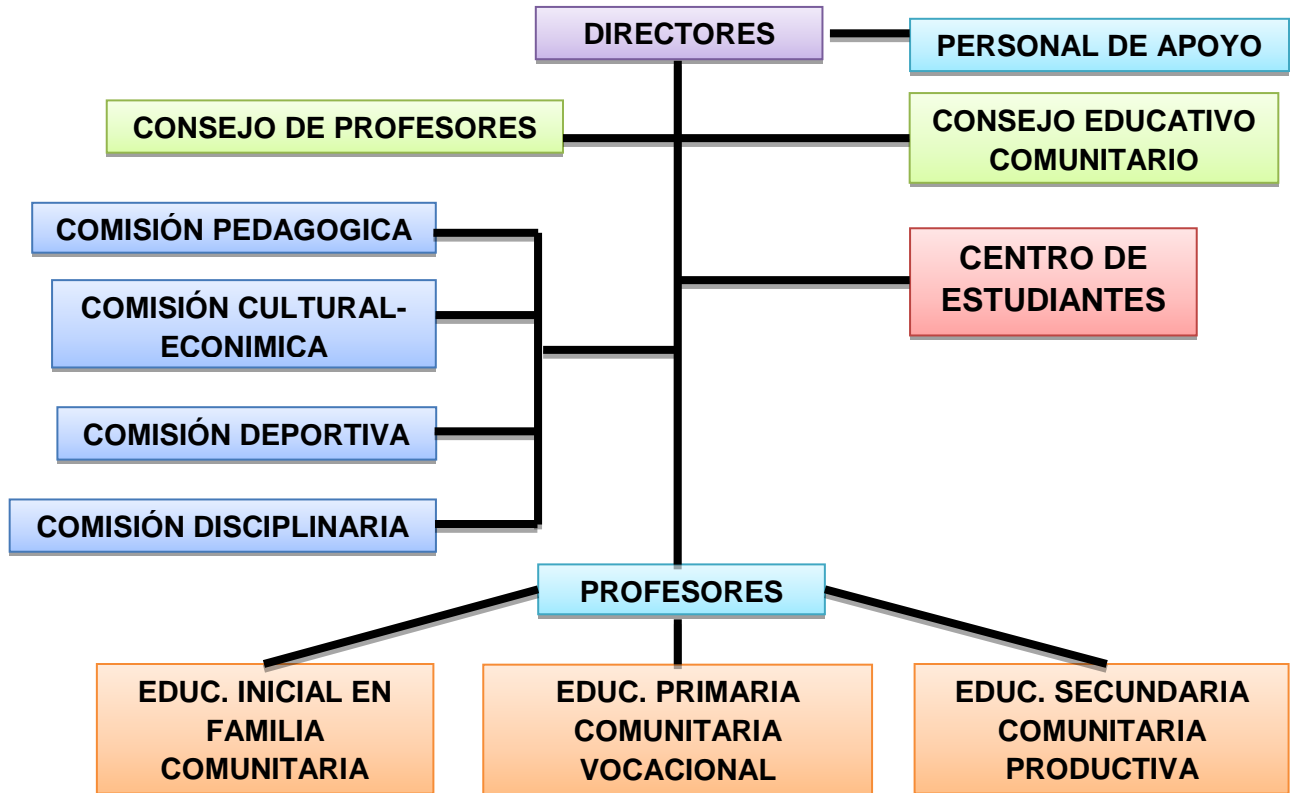 DIRECTORES
PERSONAL DE APOYO
CONSEJO DE PROFESORES
CONSEJO EDUCATIVO
COMUNITARIO
COMISIÓN PEDAGOGICA
CENTRO DE
ESTUDIANTES
COMISIÓN CULTURAL-
ECONIMICA
COMISIÓN DEPORTIVA
COMISIÓN DISCIPLINARIA
PROFESORES
EDUC. INICIAL EN
FAMILIA
COMUNITARIA
EDUC. PRIMARIA
COMUNITARIA
VOCACIONAL
EDUC. SECUNDARIA
COMUNITARIA
PRODUCTIVA